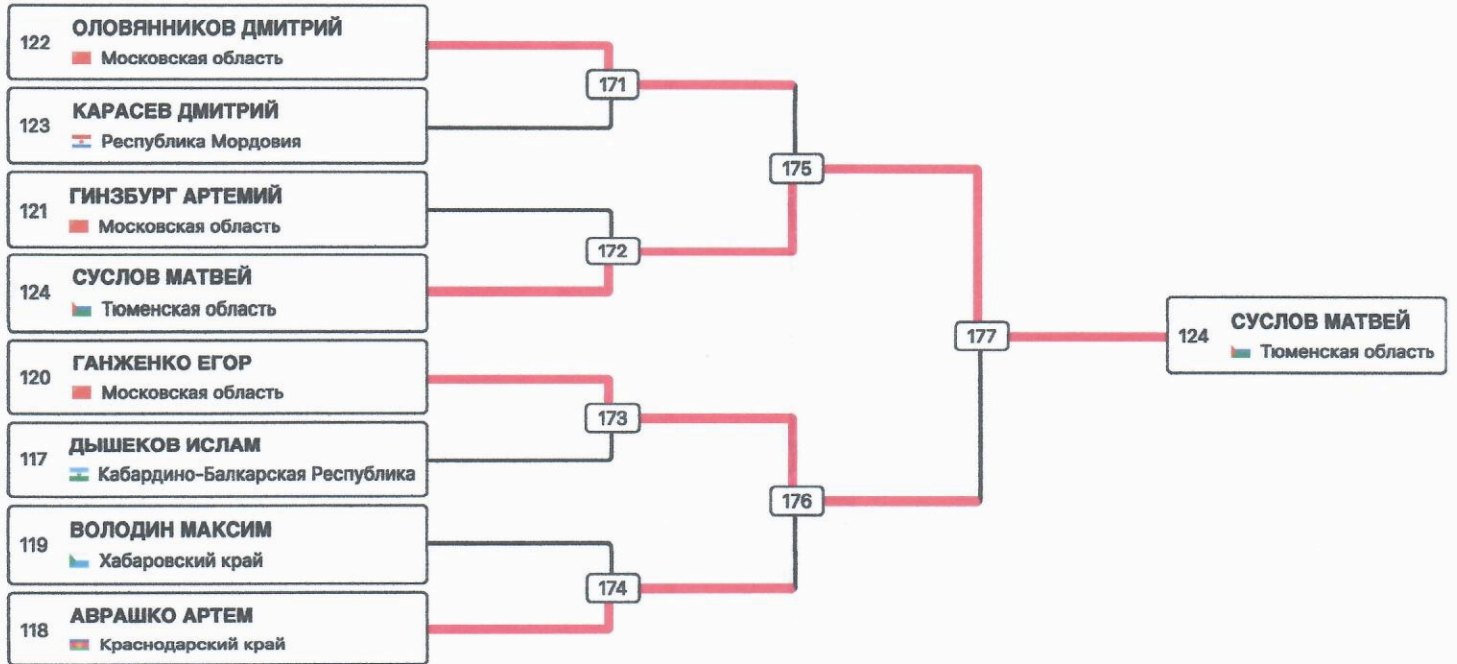 122 ОЛОВЯННИКОВ ДМИТРИЙ
Московская область
123 КАРАСЕВ ДМИТРИЙ
Республика Мордовия
121 ГИНЗБУРГ АРТЕМИЙ
Московская область
124 СУСЛОВ МАТВЕЙ
Тюменская область
120 ГАНЖЕНКО ЕГОР
Московская область
117 ДЫШЕКОВ ИСЛАМ
Кабардино-Балкарская Республика
119 ВОЛОДИН МАКСИМ
Хабаровский край
118 АВРАШКО АРТЕМ
Краснодарский край
171
172
173
174
175
176
177
124 СУСЛОВ МАТВЕЙ
Тюменская область